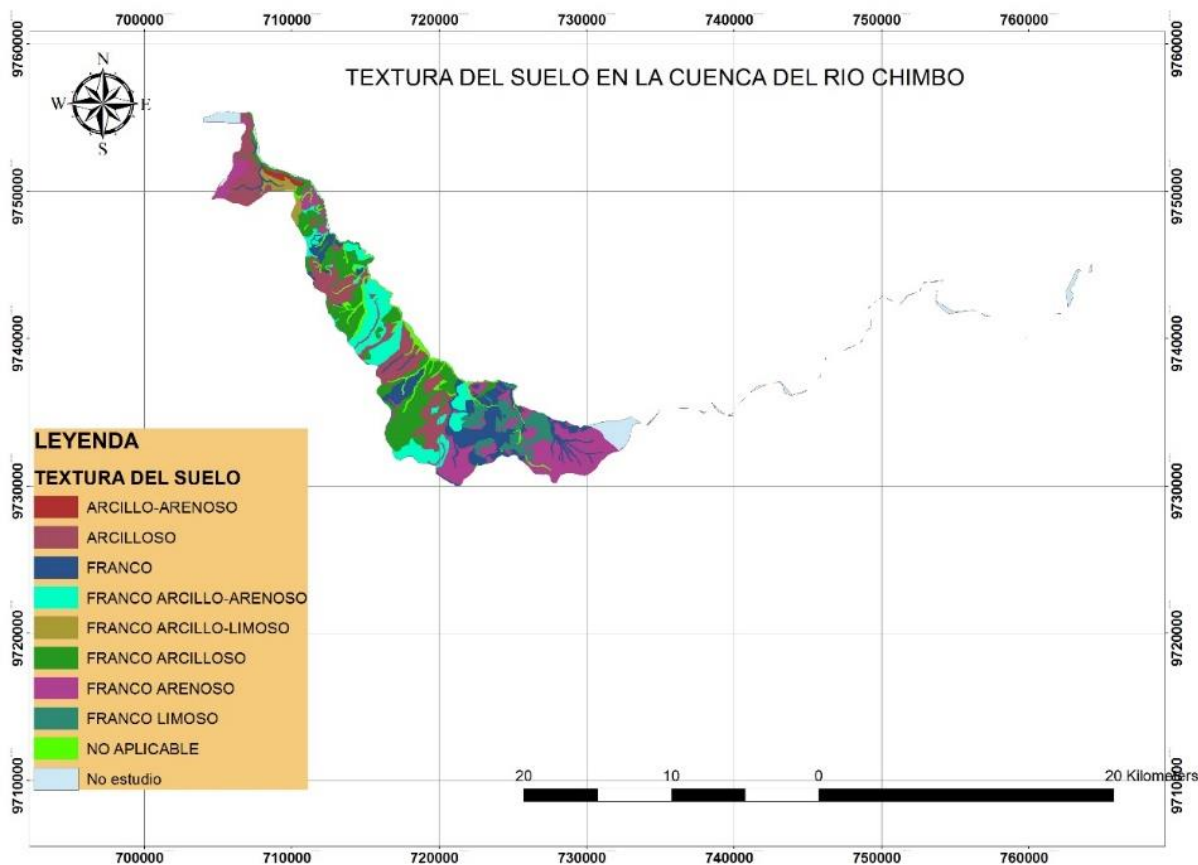 700000 710000 720000 730000 740000 750000 760000
9760000 9760000
N
W E
S
TEXTURA DEL SUELO EN LA CUENCA DEL RIO CHIMBO
9750000 9750000
9740000 9740000
LEYENDA
TEXTURA DEL SUELO
ARCILLO-ARENOSO
ARCILLOSO
FRANCO
FRANCO ARCILLO-ARENOSO
FRANCO ARCILLO-LIMOSO
FRANCO ARCILLOSO
FRANCO ARENOSO
FRANCO LIMOSO
NO APLICABLE
No estudio
9730000 9730000
9720000 9720000
20 10 0 20 Kilometers
9710000 9710000
700000 710000 720000 730000 740000 750000 760000